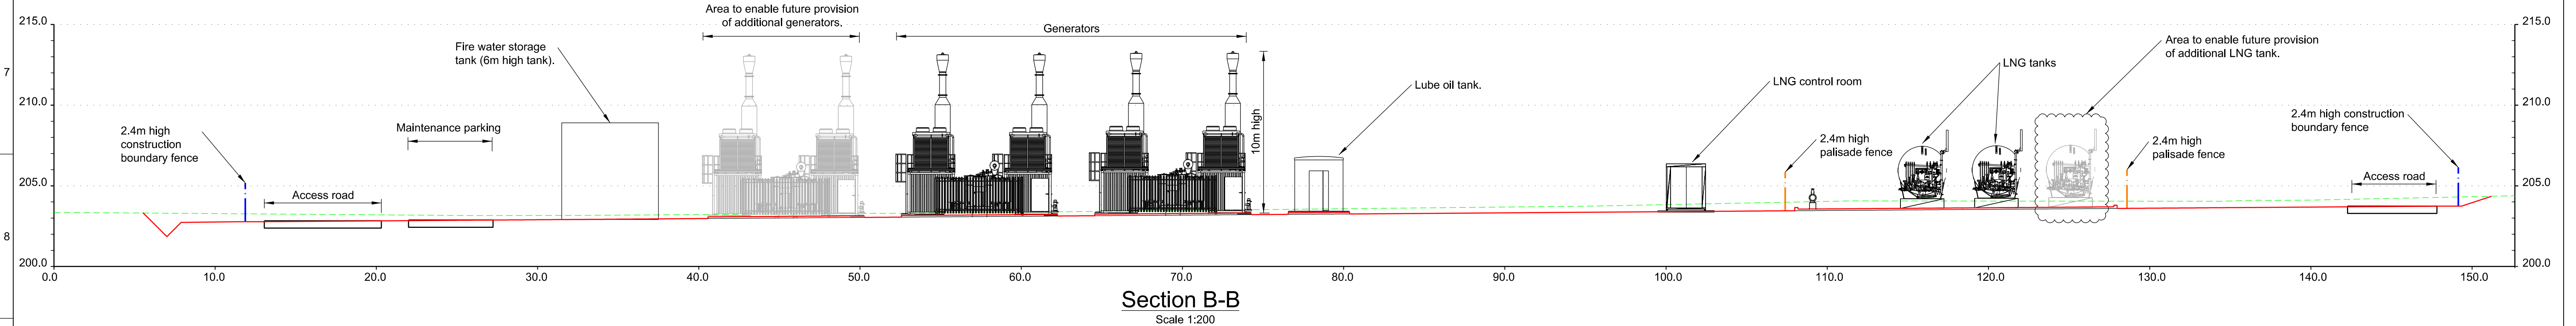 Area to enable future provision
of additional generators.
Generators
215.0
215.0
Fire water storage
tank (6m high tank).
Area to enable future provision
of additional LNG tank.
7
LNG tanks
Lube oil tank.
LNG control room
210.0
210.0
10m high
2.4m high
construction
boundary fence
Maintenance parking
2.4m high
palisade fence
2.4m high
palisade fence
2.4m high construction
boundary fence
205.0
205.0
Access road
Access road
8
200.0
200.0
0.0
10.0
20.0
30.0
40.0
50.0
60.0
70.0
80.0
90.0
100.0
110.0
120.0
130.0
140.0
150.0
Section B-B
Scale 1:200